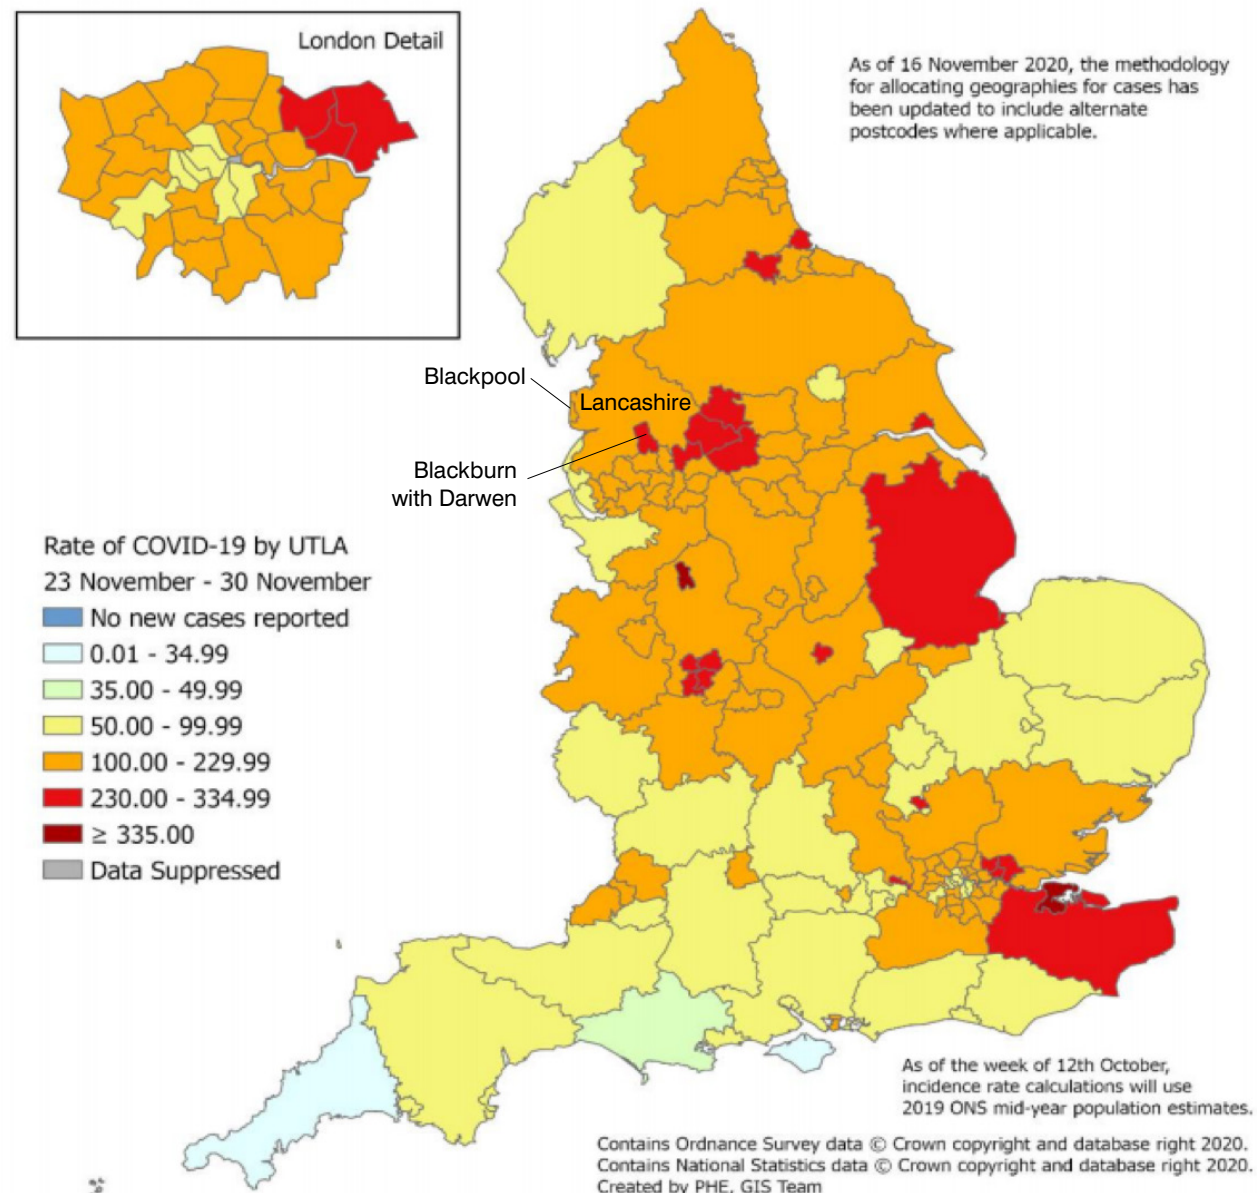 London Detail
As of 16 November 2020, the methodology
for allocating geographies for cases has
been updated to include alternate
postcodes where applicable.
Blackpool
Lancashire
Blackburn
with Darwen
Rate of COVID-19 by UTLA
23 November - 30 November
No new cases reported
0.01 - 34.99
35.00 - 49.99
50.00 - 99.99
100.00 - 229.99
230.00 - 334.99
≥ 335.00
Data Suppressed
As of the week of 12th October,
incidence rate calculations will use
2019 ONS mid-year population estimates.
Contains Ordnance Survey data © Crown copyright and database right 2020.
Contains National Statistics data © Crown copyright and database right 2020.
Created by PHE, GIS Team